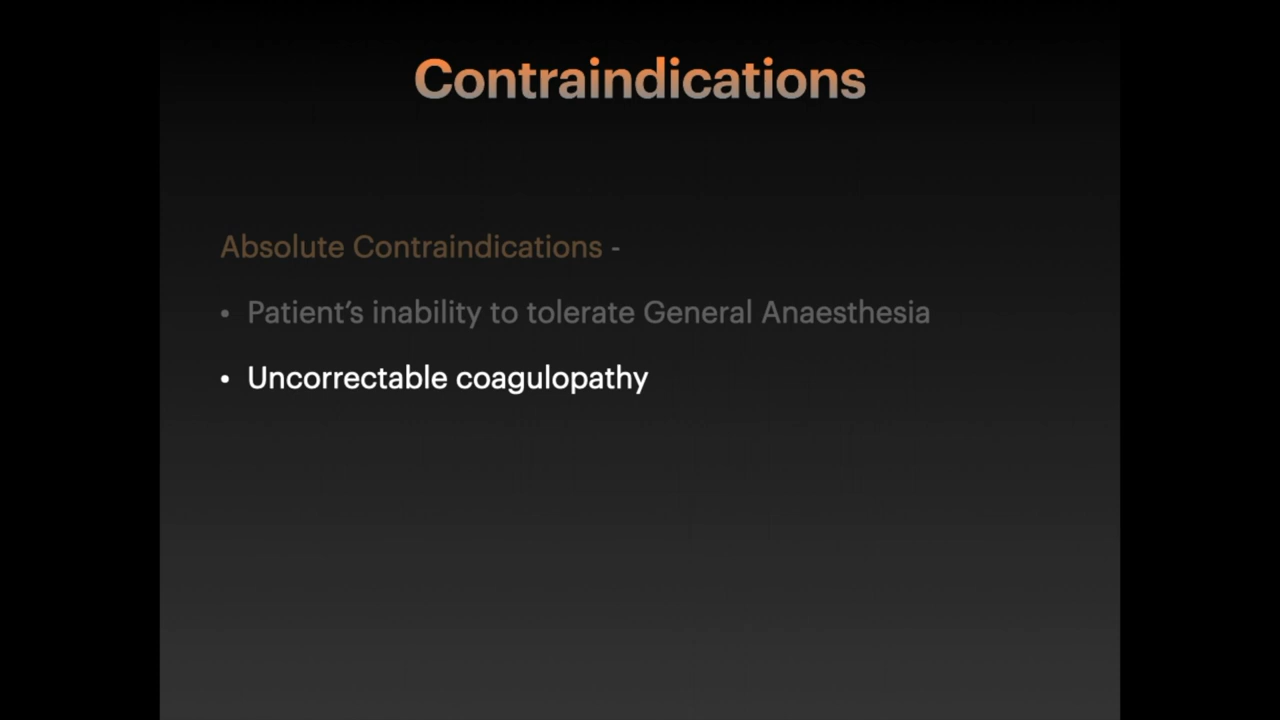 Contraindications
Absolute Contraindications -
• Patient’s inability to tolerate General Anaesthesia
• Uncorrectable coagulopathy